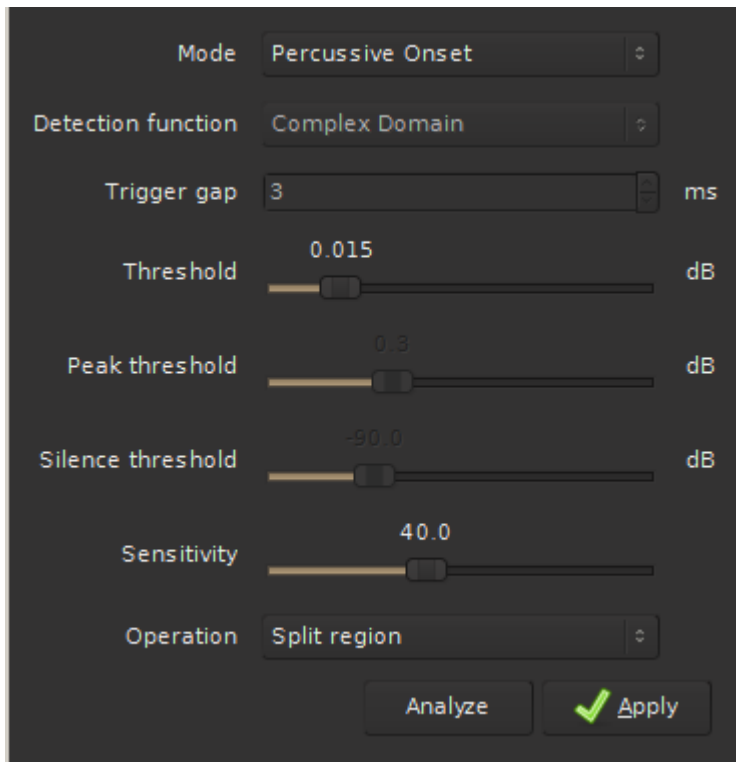 Mode Percussive Onset
Detection function Complex Domain
Trigger gap 3 ms
0.015
Threshold dB
0.3
Peak threshold dB
-90.0
Silence threshold dB
40.0
Sensitivity
Operation Split region
Analyze Apply